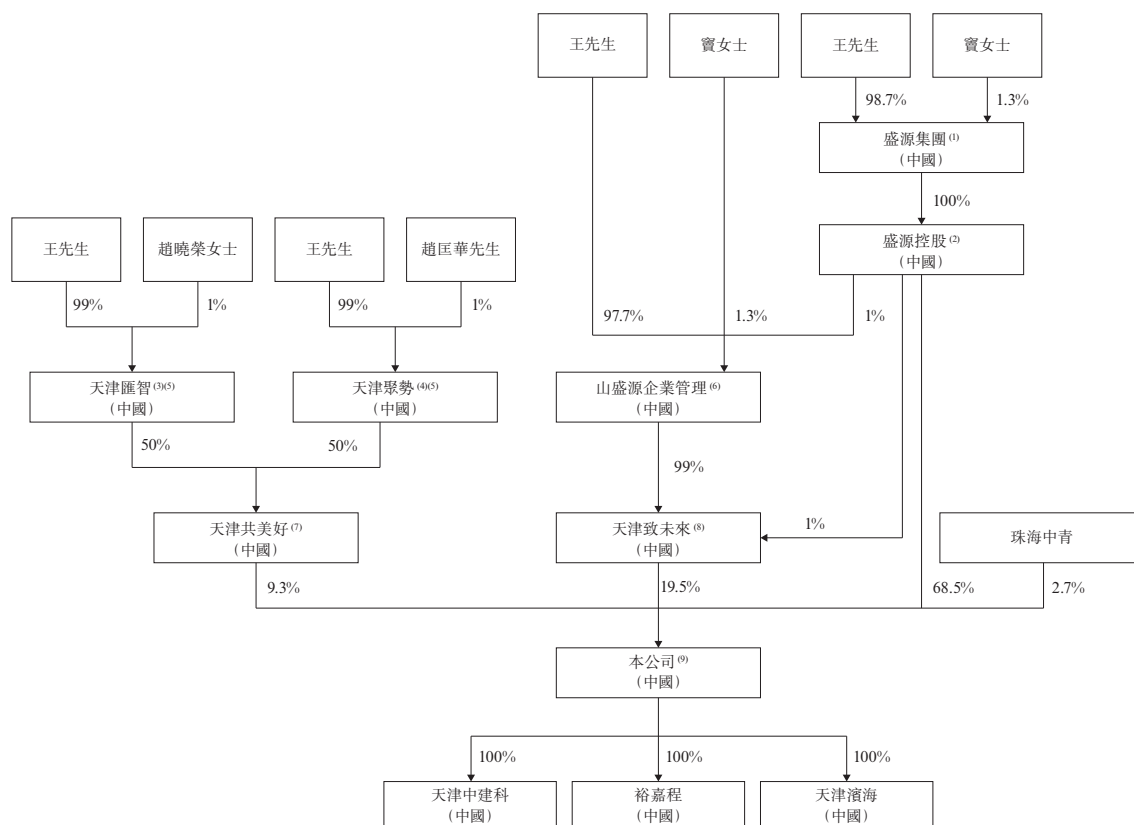 王先生
竇女士
王先生
竇女士
98.7%
1.3%
盛源集團(1)
(中國)
100%
王先生
趙曉榮女士
王先生
趙匡華先生
盛源控股(2)
(中國)
99%
1%
99%
1%
97.7%
1.3%
1%
天津匯智(3)(5)
(中國)
天津聚勢(4)(5)
(中國)
山盛源企業管理(6)
(中國)
50%
50%
99%
天津共美好(7)
(中國)
天津致未來(8)
(中國)
1%
珠海中青
9.3%
19.5%
68.5%
2.7%
本公司(9)
(中國)
100%
100%
100%
天津中建科
(中國)
裕嘉程
(中國)
天津濱海
(中國)